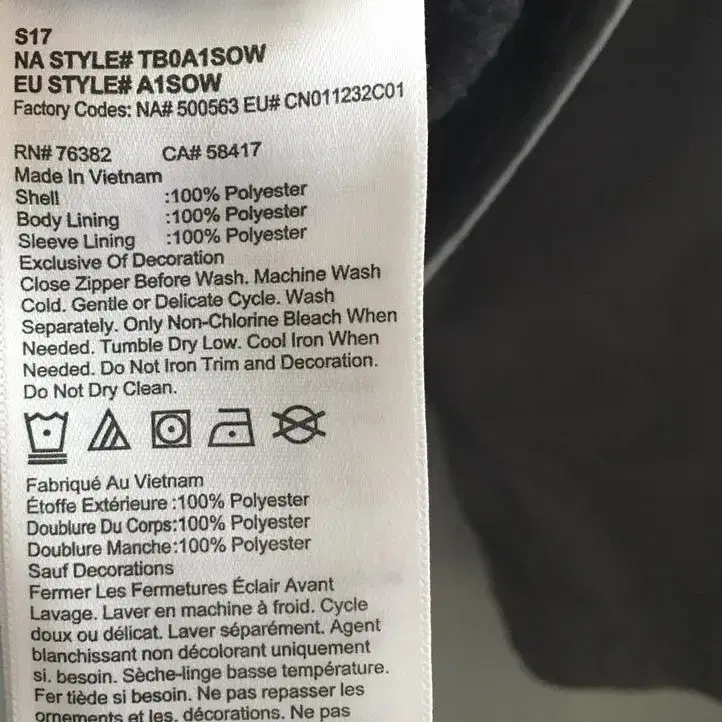 S17
NA STYLE# TB0A1SOW
EU STYLE# A1SOW
Factory Codes: NA# 500563 EU# CN011232C01
RN# 76382 CA# 58417
Made In Vietnam
Shell :100% Polyester
Body Lining :100% Polyester
Sleeve Lining :100% Polyester
Exclusive Of Decoration
Close Zipper Before Wash. Machine Wash
Cold. Gentle or Delicate Cycle. Wash
Separately. Only Non-Chlorine Bleach When
Needed. Tumble Dry Low. Cool Iron When
Needed. Do Not Iron Trim and Decoration.
Do Not Dry Clean.
Fabriqué Au Vietnam
Étoffe Extérieure :100% Polyester
Doublure Du Corps:100% Polyester
Doublure Manche:100% Polyester
Sauf Decorations
Fermer Les Fermetures Éclair Avant
Lavage. Laver en machine à froid. Cycle
doux ou délicat. Laver séparément. Agent
blanchissant non décolorant uniquement
si. besoin. Sèche-linge basse température.
Fer tiède si besoin. Ne pas repasser les
ornements et les. décorations. Ne pas